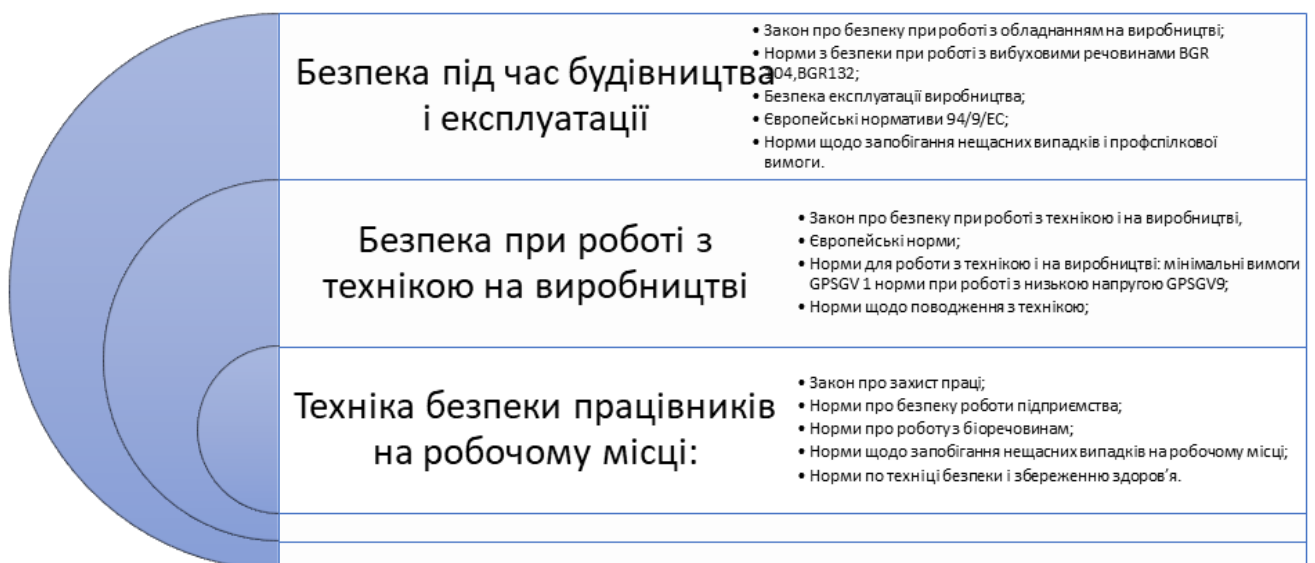 Безпека під час будівництва
і експлуатації
• Закон про безпеку при роботі з обладнанням на виробництві;
• Норми з безпеки при роботі з вибуховими речовинами BGR
104,BGR132;
• Безпека експлуатації виробництва;
• Європейські нормативи 94/9/EC;
• Норми щодо запобігання нещасних випадків і профспілкової
вимоги.
Безпека при роботі з
технікою на виробництві
• Закон про безпеку при роботі з технікою і на виробництві,
• Європейські норми;
• Норми для роботи з технікою і на виробництві: мінімальні вимоги
GPSGV 1 норми при роботі з низькою напругою GPSGV9;
• Норми щодо поводження з технікою;
Техніка безпеки працівників
на робочому місці:
• Закон про захист праці;
• Норми про безпеку роботи підприємства;
• Норми про роботу з біоречовинам;
• Норми щодо запобігання нещасних випадків на робочому місці;
• Норми по техніці безпеки і збереженню здоров’я.